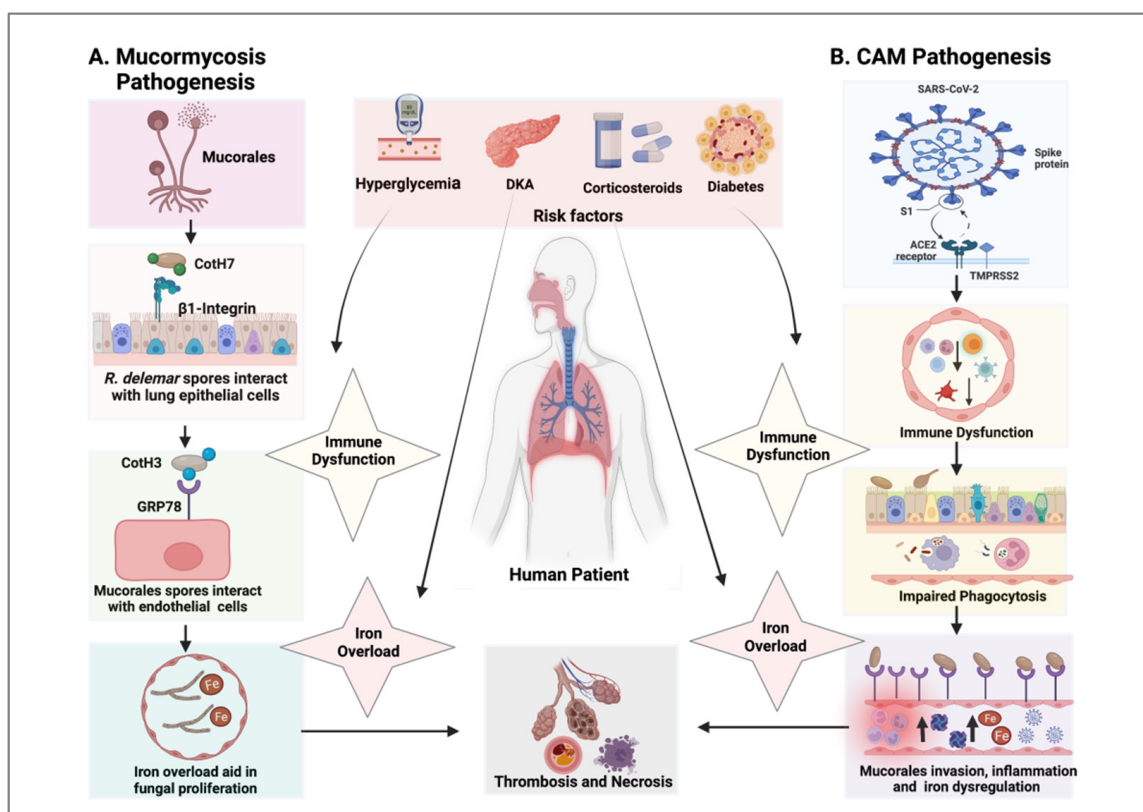 A. Mucormycosis
Pathogenesis
Mucorales
CotH7
β1-Integrin
R. delemar spores interact
with lung epithelial cells
CotH3
GRP78
Mucorales spores interact
with endothelial cells
Fe
Fe
Iron overload aid in
fungal proliferation
Hyperglycemia
DKA
Corticosteroids
Diabetes
Risk factors
Immune
Dysfunction
Iron
Overload
Human Patient
Immune
Dysfunction
Iron
Overload
Thrombosis and Necrosis
B. CAM Pathogenesis
SARS-CoV-2
Spike
protein
S1
ACE2
receptor
TMPRSS2
Immune Dysfunction
Impaired Phagocytosis
Fe
Fe
Mucorales invasion, inflammation
and iron dysregulation